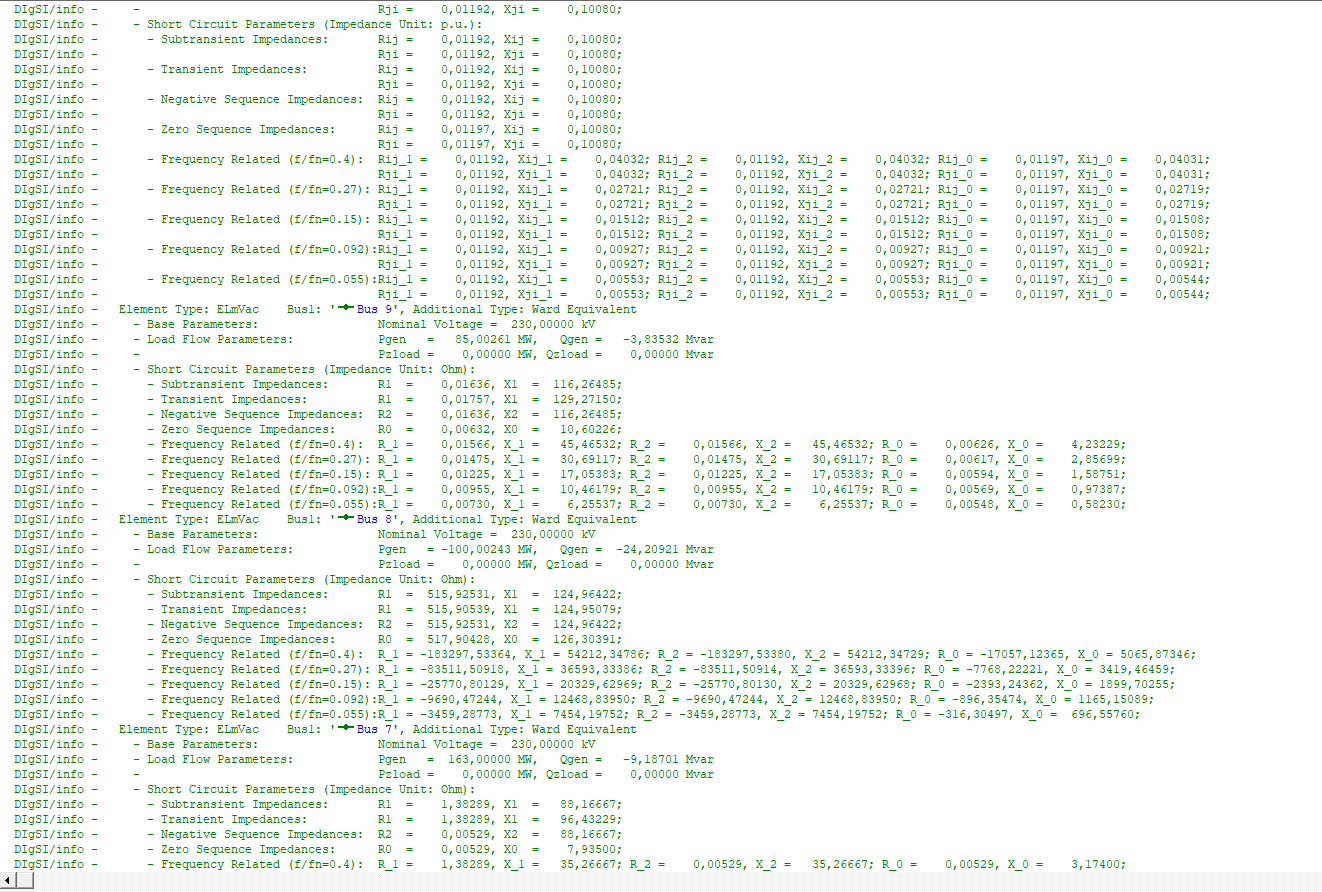 DIgSI/info -     -                                  Rji =    0,01192, Xji =    0,10080;
DIgSI/info -     - Short Circuit Parameters (Impedance Unit: p.u.):
DIgSI/info -       - Subtransient Impedances:       Rij =    0,01192, Xij =    0,10080;
DIgSI/info -                                        Rji =    0,01192, Xji =    0,10080;
DIgSI/info -       - Transient Impedances:          Rij =    0,01192, Xij =    0,10080;
DIgSI/info -                                        Rji =    0,01192, Xji =    0,10080;
DIgSI/info -       - Negative Sequence Impedances:  Rij =    0,01192, Xij =    0,10080;
DIgSI/info -                                        Rji =    0,01192, Xji =    0,10080;
DIgSI/info -       - Zero Sequence Impedances:      Rij =    0,01197, Xij =    0,10080;
DIgSI/info -                                        Rji =    0,01197, Xji =    0,10080;
DIgSI/info -       - Frequency Related (f/fn=0.4):  Rij_1 =    0,01192, Xij_1 =    0,04032; Rij_2 =    0,01192, Xij_2 =    0,04032; Rij_0 =    0,01197, Xij_0 =    0,04031;
DIgSI/info -                                        Rji_1 =    0,01192, Xji_1 =    0,04032; Rji_2 =    0,01192, Xji_2 =    0,04032; Rji_0 =    0,01197, Xji_0 =    0,04031;
DIgSI/info -       - Frequency Related (f/fn=0.27): Rij_1 =    0,01192, Xij_1 =    0,02721; Rij_2 =    0,01192, Xij_2 =    0,02721; Rij_0 =    0,01197, Xij_0 =    0,02719;
DIgSI/info -                                        Rji_1 =    0,01192, Xji_1 =    0,02721; Rji_2 =    0,01192, Xji_2 =    0,02721; Rji_0 =    0,01197, Xji_0 =    0,02719;
DIgSI/info -       - Frequency Related (f/fn=0.15): Rij_1 =    0,01192, Xij_1 =    0,01512; Rij_2 =    0,01192, Xij_2 =    0,01512; Rij_0 =    0,01197, Xij_0 =    0,01508;
DIgSI/info -                                        Rji_1 =    0,01192, Xji_1 =    0,01512; Rji_2 =    0,01192, Xji_2 =    0,01512; Rji_0 =    0,01197, Xji_0 =    0,01508;
DIgSI/info -       - Frequency Related (f/fn=0.092):Rij_1 =    0,01192, Xij_1 =    0,00927; Rij_2 =    0,01192, Xij_2 =    0,00927; Rij_0 =    0,01197, Xij_0 =    0,00921;
DIgSI/info -                                        Rji_1 =    0,01192, Xji_1 =    0,00927; Rji_2 =    0,01192, Xji_2 =    0,00927; Rji_0 =    0,01197, Xji_0 =    0,00921;
DIgSI/info -       - Frequency Related (f/fn=0.055):Rij_1 =    0,01192, Xij_1 =    0,00553; Rij_2 =    0,01192, Xij_2 =    0,00553; Rij_0 =    0,01197, Xij_0 =    0,00544;
DIgSI/info -                                        Rji_1 =    0,01192, Xji_1 =    0,00553; Rji_2 =    0,01192, Xji_2 =    0,00553; Rji_0 =    0,01197, Xji_0 =    0,00544;
DIgSI/info -   Element Type: ELmVac    Bus1: 'Bus 9', Additional Type: Ward Equivalent
DIgSI/info -     - Base Parameters:                 Nominal Voltage =  230,00000 kV
DIgSI/info -     - Load Flow Parameters:            Pgen   =   85,00261 MW,   Qgen =   -3,83532 Mvar
DIgSI/info -     -                                  Pzload =    0,00000 MW, Qzload =    0,00000 Mvar
DIgSI/info -     - Short Circuit Parameters (Impedance Unit: Ohm):
DIgSI/info -       - Subtransient Impedances:       R1  =    0,01636, X1  =  116,26485;
DIgSI/info -       - Transient Impedances:          R1  =    0,01757, X1  =  129,27150;
DIgSI/info -       - Negative Sequence Impedances:  R2  =    0,01636, X2  =  116,26485;
DIgSI/info -       - Zero Sequence Impedances:      R0  =    0,00632, X0  =   10,60226;
DIgSI/info -       - Frequency Related (f/fn=0.4):  R_1 =    0,01566, X_1 =   45,46532; R_2 =    0,01566, X_2 =   45,46532; R_0 =    0,00626, X_0 =    4,23229;
DIgSI/info -       - Frequency Related (f/fn=0.27): R_1 =    0,01475, X_1 =   30,69117; R_2 =    0,01475, X_2 =   30,69117; R_0 =    0,00617, X_0 =    2,85699;
DIgSI/info -       - Frequency Related (f/fn=0.15): R_1 =    0,01225, X_1 =   17,05383; R_2 =    0,01225, X_2 =   17,05383; R_0 =    0,00594, X_0 =    1,58751;
DIgSI/info -       - Frequency Related (f/fn=0.092):R_1 =    0,00955, X_1 =   10,46179; R_2 =    0,00955, X_2 =   10,46179; R_0 =    0,00569, X_0 =    0,97387;
DIgSI/info -       - Frequency Related (f/fn=0.055):R_1 =    0,00730, X_1 =    6,25537; R_2 =    0,00730, X_2 =    6,25537; R_0 =    0,00548, X_0 =    0,58230;
DIgSI/info -   Element Type: ELmVac    Bus1: 'Bus 8', Additional Type: Ward Equivalent
DIgSI/info -     - Base Parameters:                 Nominal Voltage =  230,00000 kV
DIgSI/info -     - Load Flow Parameters:            Pgen   = -100,00243 MW,   Qgen =  -24,20921 Mvar
DIgSI/info -     -                                  Pzload =    0,00000 MW, Qzload =    0,00000 Mvar
DIgSI/info -     - Short Circuit Parameters (Impedance Unit: Ohm):
DIgSI/info -       - Subtransient Impedances:       R1  =  515,92531, X1  =  124,96422;
DIgSI/info -       - Transient Impedances:          R1  =  515,90539, X1  =  124,95079;
DIgSI/info -       - Negative Sequence Impedances:  R2  =  515,92531, X2  =  124,96422;
DIgSI/info -       - Zero Sequence Impedances:      R0  =  517,90428, X0  =  126,30391;
DIgSI/info -       - Frequency Related (f/fn=0.4):  R_1 = -183297,53364, X_1 = 54212,34786; R_2 = -183297,53380, X_2 = 54212,34729; R_0 = -17057,12365, X_0 = 5065,87346;
DIgSI/info -       - Frequency Related (f/fn=0.27): R_1 = -83511,50918, X_1 = 36593,33386; R_2 = -83511,50914, X_2 = 36593,33396; R_0 = -7768,22221, X_0 = 3419,46459;
DIgSI/info -       - Frequency Related (f/fn=0.15): R_1 = -25770,80129, X_1 = 20329,62969; R_2 = -25770,80130, X_2 = 20329,62968; R_0 = -2393,24362, X_0 = 1899,70255;
DIgSI/info -       - Frequency Related (f/fn=0.092):R_1 = -9690,47244, X_1 = 12468,83950; R_2 = -9690,47244, X_2 = 12468,83950; R_0 = -896,35474, X_0 = 1165,15089;
DIgSI/info -       - Frequency Related (f/fn=0.055):R_1 = -3459,28773, X_1 = 7454,19752; R_2 = -3459,28773, X_2 = 7454,19752; R_0 = -316,30497, X_0 =  696,55760;
DIgSI/info -   Element Type: ELmVac    Bus1: 'Bus 7', Additional Type: Ward Equivalent
DIgSI/info -     - Base Parameters:                 Nominal Voltage =  230,00000 kV
DIgSI/info -     - Load Flow Parameters:            Pgen   =  163,00000 MW,   Qgen =   -9,18701 Mvar
DIgSI/info -     -                                  Pzload =    0,00000 MW, Qzload =    0,00000 Mvar
DIgSI/info -     - Short Circuit Parameters (Impedance Unit: Ohm):
DIgSI/info -       - Subtransient Impedances:       R1  =    1,38289, X1  =   88,16667;
DIgSI/info -       - Transient Impedances:          R1  =    1,38289, X1  =   96,43229;
DIgSI/info -       - Negative Sequence Impedances:  R2  =    0,00529, X2  =   88,16667;
DIgSI/info -       - Zero Sequence Impedances:      R0  =    0,00529, X0  =    7,93500;
DIgSI/info -       - Frequency Related (f/fn=0.4):  R_1 =    1,38289, X_1 =   35,26667; R_2 =    0,00529, X_2 =   35,26667; R_0 =    0,00529, X_0 =    3,17400;